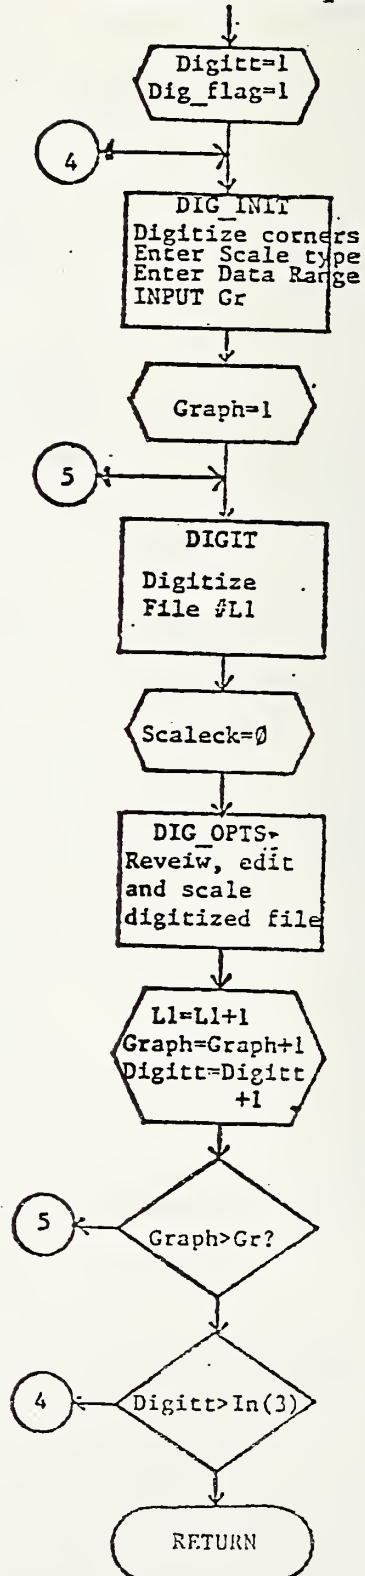 Digitt=1
Dig_flag=1
4
DIG_INIT
Digitize corners
Enter Scale type
Enter Data Range
INPUT Gr
Graph=1
5
DIGIT
Digitize
File #L1
Scaleck=Ø
DIG_OPTS
Reveiw, edit
and scale
digitized file
L1=L1+1
Graph=Graph+1
Digitt=Digitt
+1
5
Graph>Gr?
4
Digitt>In(3)
RETURN